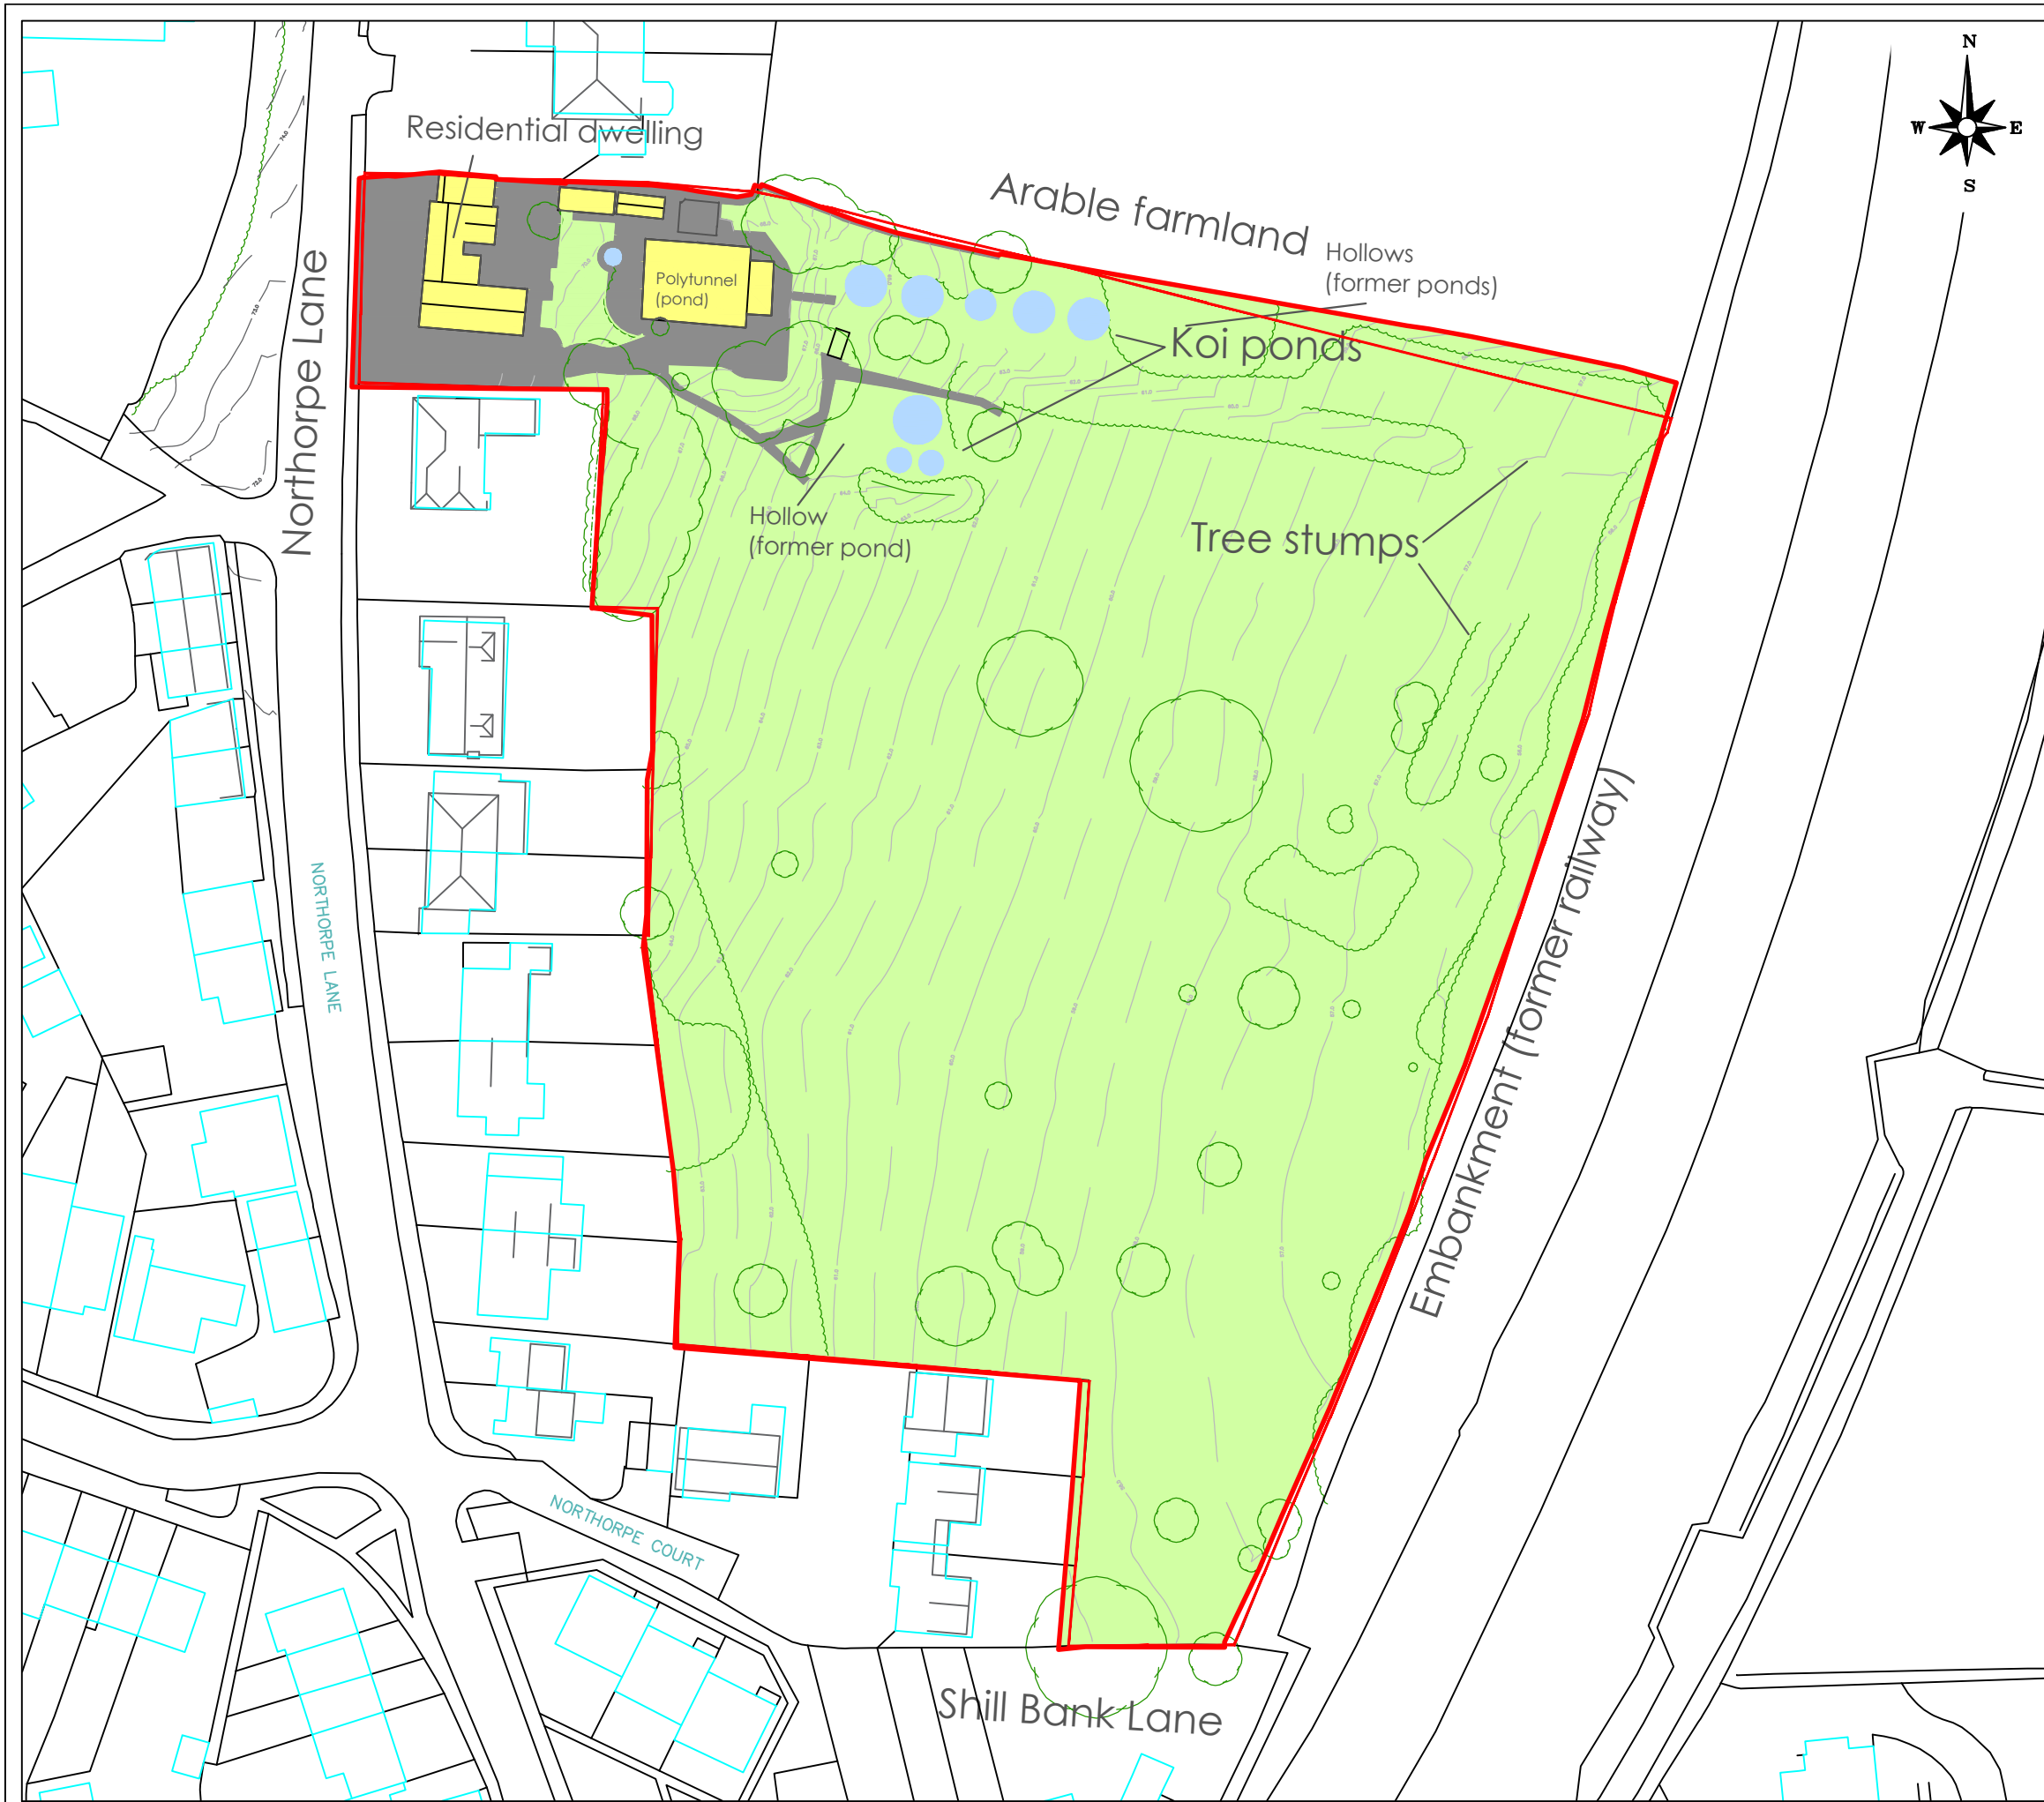 N
W
E
S
Residential dwelling
Arable farmland
Hollows
(former ponds)
Northorpe Lane
Polytunnel
(pond)
Koi ponds
Hollow
(former pond)
Tree stumps
NORTHORPE LANE
Embankment (former railway)
NORTHORPE COURT
Shill Bank Lane